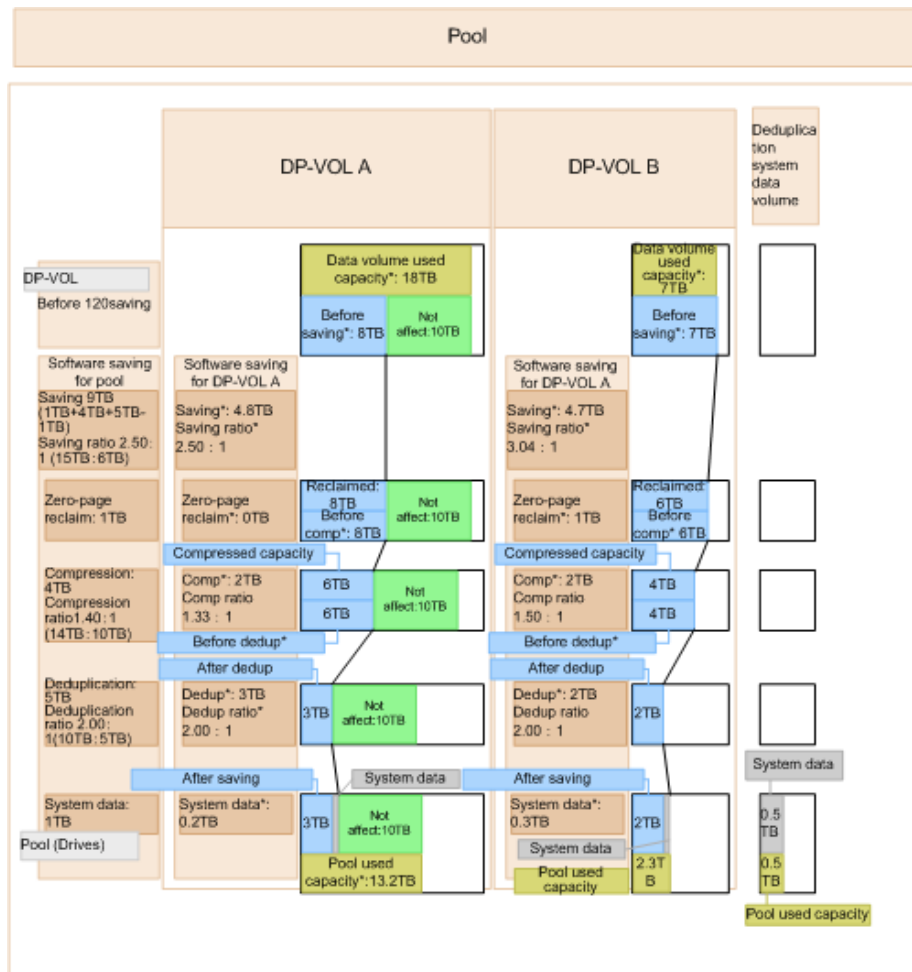 Pool
DP-VOL A
DP-VOL B
Deduplica
tion
system
data
volume
DP-VOL
Before 120saving
Data volume used
capacity*: 18TB
Before
saving*: 8TB
Not
affect:10TB
Data volume
used
capacity*:
7TB
Before
saving*: 7TB
Software saving
for pool
Saving 9TB
(1TB+4TB+5TB-
1TB)
Saving ratio 2.50:
1 (15TB:6TB)
Software saving
for DP-VOL A
Saving*: 4.8TB
Saving ratio*
2.50 : 1
Software saving
for DP-VOL A
Saving*: 4.7TB
Saving ratio*
3.04 : 1
Zero-page
reclaim: 1TB
Zero-page
reclaim*: 0TB
Reclaimed:
8TB
Before
comp*: 8TB
Not
affect:10TB
Zero-page
reclaim*: 1TB
Reclaimed:
6TB
Before
comp* 6TB
Compressed capacity
Compressed capacity
Compression:
4TB
Compression
ratio1.40:1
(14TB:10TB)
Comp*: 2TB
Comp ratio
1.33 : 1
6TB
6TB
Not
affect:10TB
Comp*: 2TB
Comp ratio
1.50 : 1
4TB
4TB
Before dedup*
Before dedup*
After dedup
After dedup
Deduplication:
5TB
Deduplication
ratio 2.00:
1(10TB:5TB)
Dedup*: 3TB
Dedup ratio*
2.00 : 1
3TB
Not
affect:10TB
Dedup*: 2TB
Dedup ratio
2.00 : 1
2TB
After saving
System data
After saving
System data
System data:
1TB
System data*:
0.2TB
3TB
Not
affect:10TB
System data*:
0.3TB
2TB
System data
0.5
TB
Pool (Drives)
Pool used
capacity*:13.2TB
Pool used
capacity
2.3T
B
0.5
TB
Pool used capacity